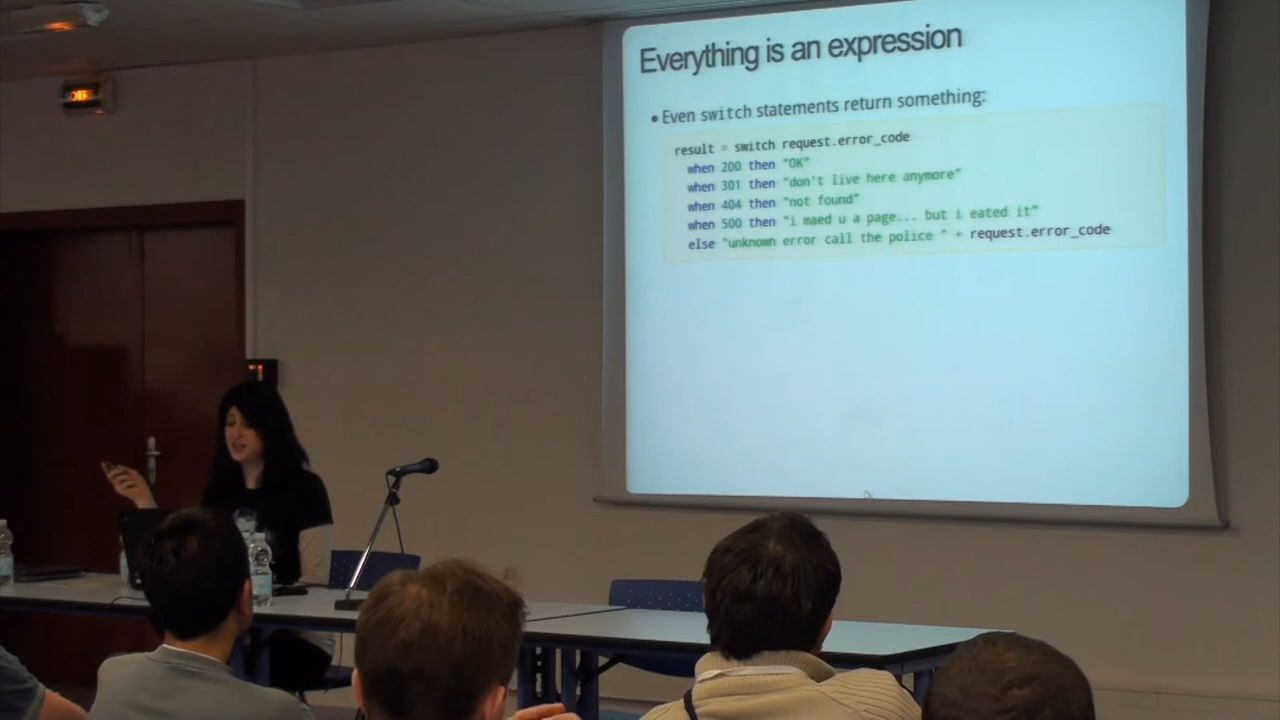 Everything is an expression
• Even switch statements return something:
result = switch request.error_code
when 200 then "OK"
when 301 then "don't live here anymore"
when 404 then "not found"
when 500 then "i maed u a page... but i eated it"
else "unknown error call the police " + request.error_code